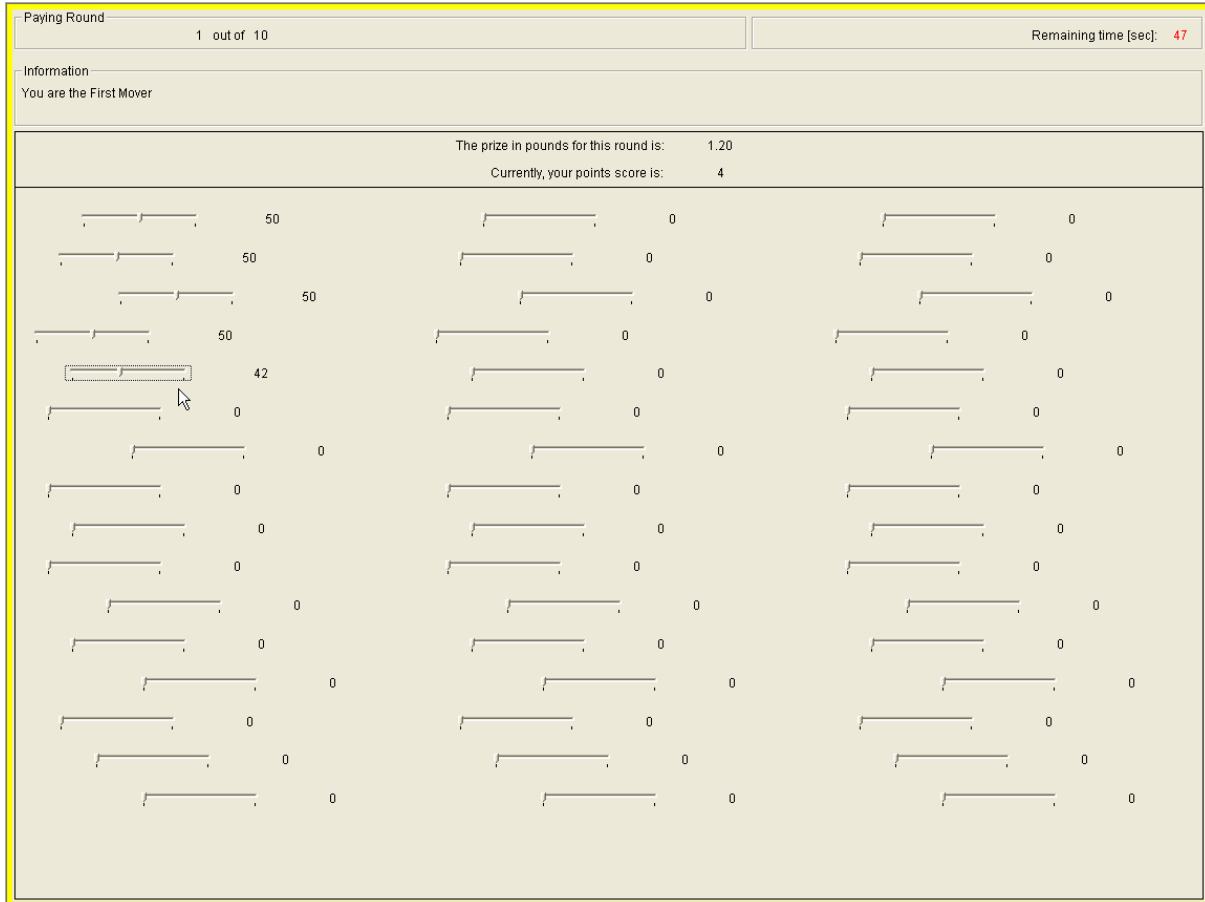 Paying Round
1 out of 10
Remaining time [sec]: 47
Information
You are the First Mover
The prize in pounds for this round is: 1.20
Currently, your points score is: 4
50 0 0
50 0 0
50 0 0
50 0 0
42 0 0
0 0 0
0 0 0
0 0 0
0 0 0
0 0 0
0 0 0
0 0 0
0 0 0
0 0 0
0 0 0
0 0 0